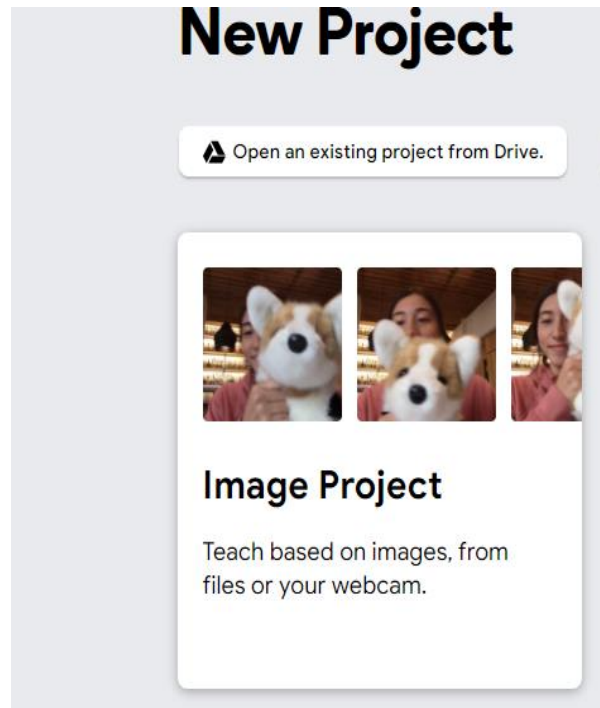 New Project
Open an existing project from Drive.
Image Project
Teach based on images, from
files or your webcam.